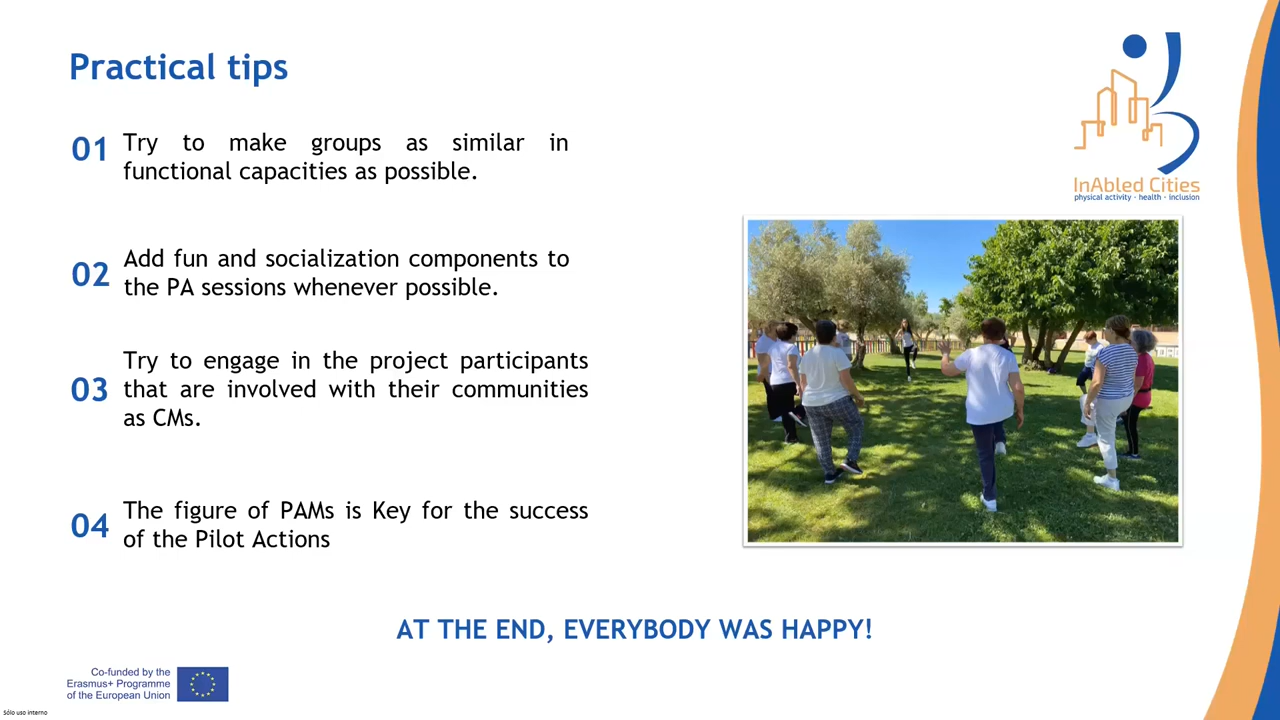 Practical tips
01
Try to make groups as similar in
functional capacities as possible.
02
Add fun and socialization components to
the PA sessions whenever possible.
03
Try to engage in the project participants
that are involved with their communities
as CMs.
04
The figure of PAMs is Key for the success
of the Pilot Actions
InAbled Cities
physical activity - health - inclusion
AT THE END, EVERYBODY WAS HAPPY!
Co-funded by the
Erasmus+ Programme
of the European Union
Sólo uso interno